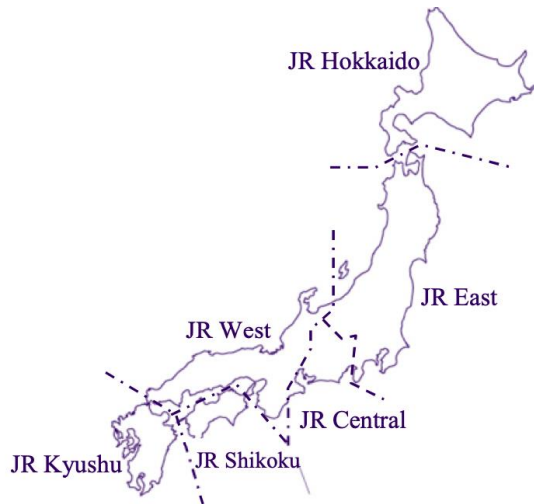 JR Hokkaido
JR East
JR West
JR Central
JR Kyushu
JR Shikoku